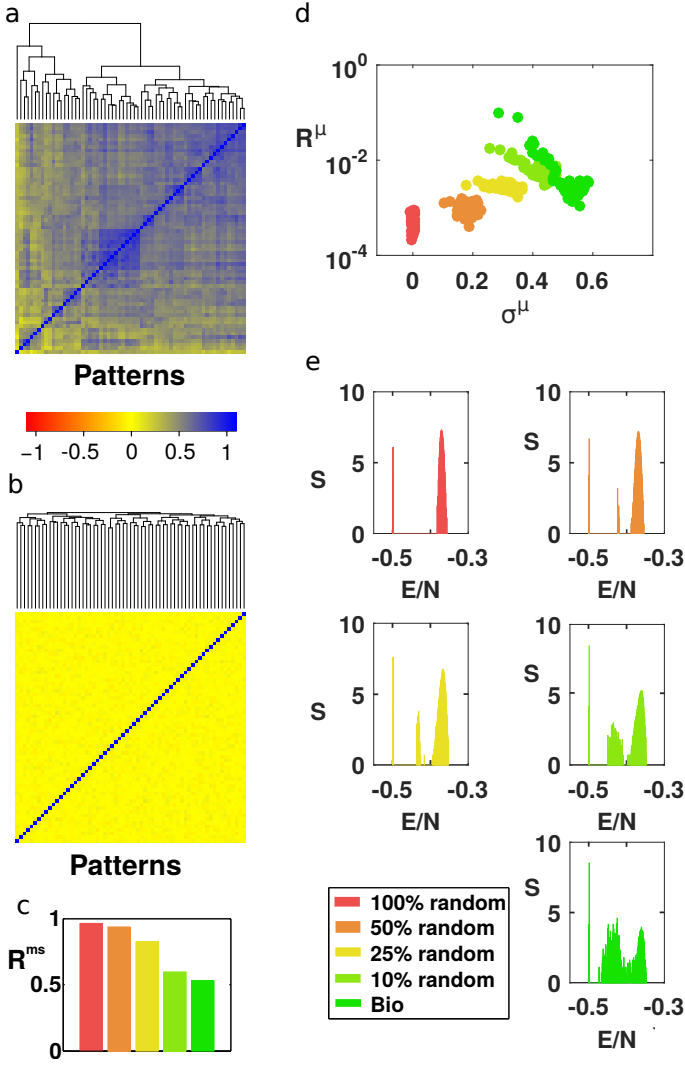 a
Patterns
−1 -0.5 0 0.5 1
b
Patterns
c
R^ms
1
0.5
0
d
R^μ
10^0
10^-2
10^-4
0 0.2 0.4 0.6
σ^μ
e
10
5
0
S
-0.5 -0.3
E/N
10
5
0
S
-0.5 -0.3
E/N
10
5
0
S
-0.5 -0.3
E/N
10
5
0
S
-0.5 -0.3
E/N
10
5
0
S
-0.5 -0.3
E/N
100% random
50% random
25% random
10% random
Bio